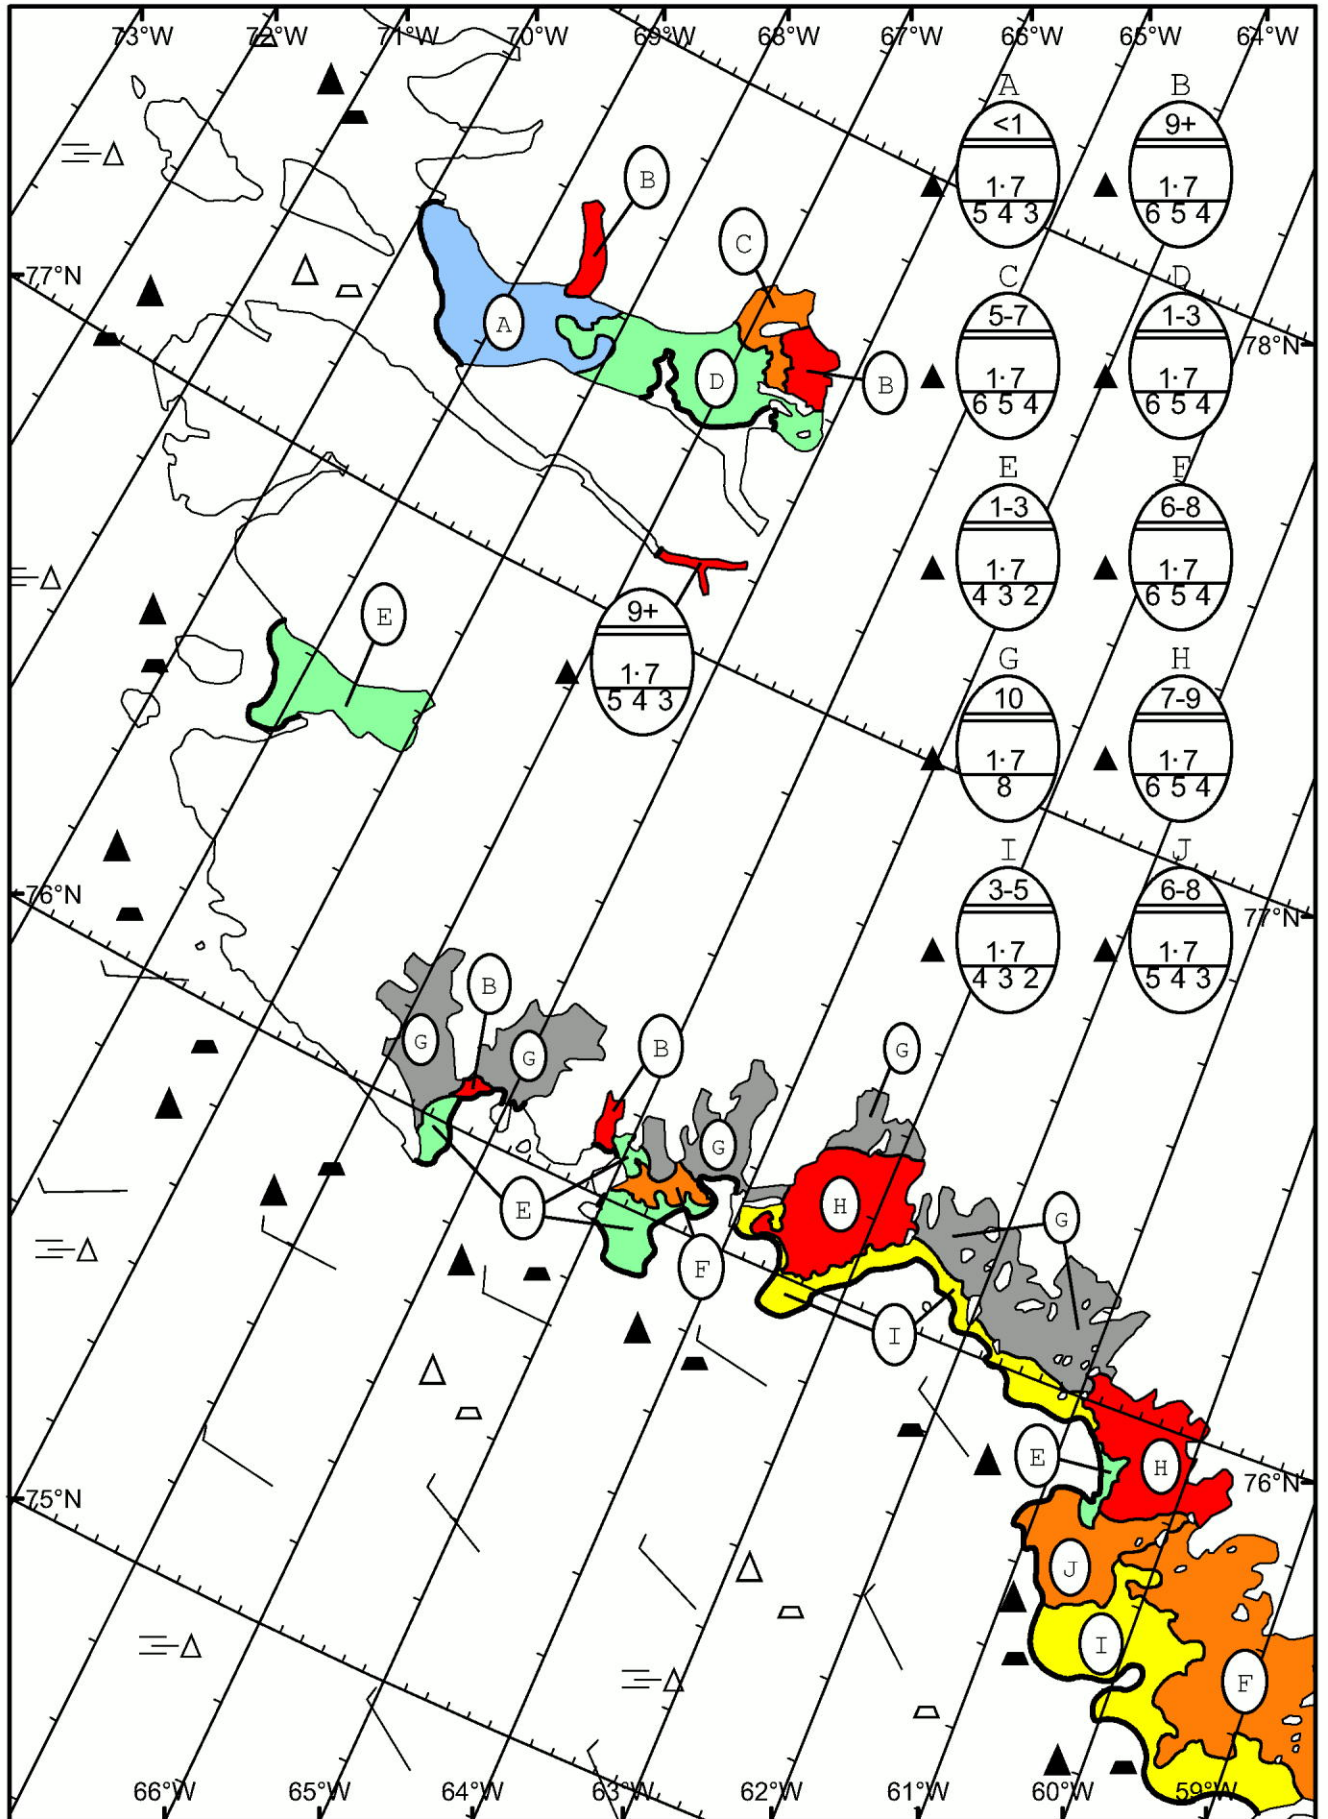 73°W 72°W 71°W 70°W 69°W 68°W 67°W 66°W 65°W 64°W
A B
<1 9+
1·7 1·7
5 4 3 6 5 4
B
C
77°N
C D
5-7 1-3
1·7 1·7
6 5 4 6 5 4
A
78°N
D
B
E F
1-3 6-8
1·7 1·7
4 3 2 6 5 4
E
9+
1·7
5 4 3
G H
10 7-9
1·7 1·7
8 6 5 4
I J
3-5 6-8
1·7 1·7
4 3 2 5 4 3
76°N
77°N
B
G G B G
G
H
E G
F
I
E H
76°N
75°N
J
I
F
66°W 65°W 64°W 63°W 62°W 61°W 60°W 59°W